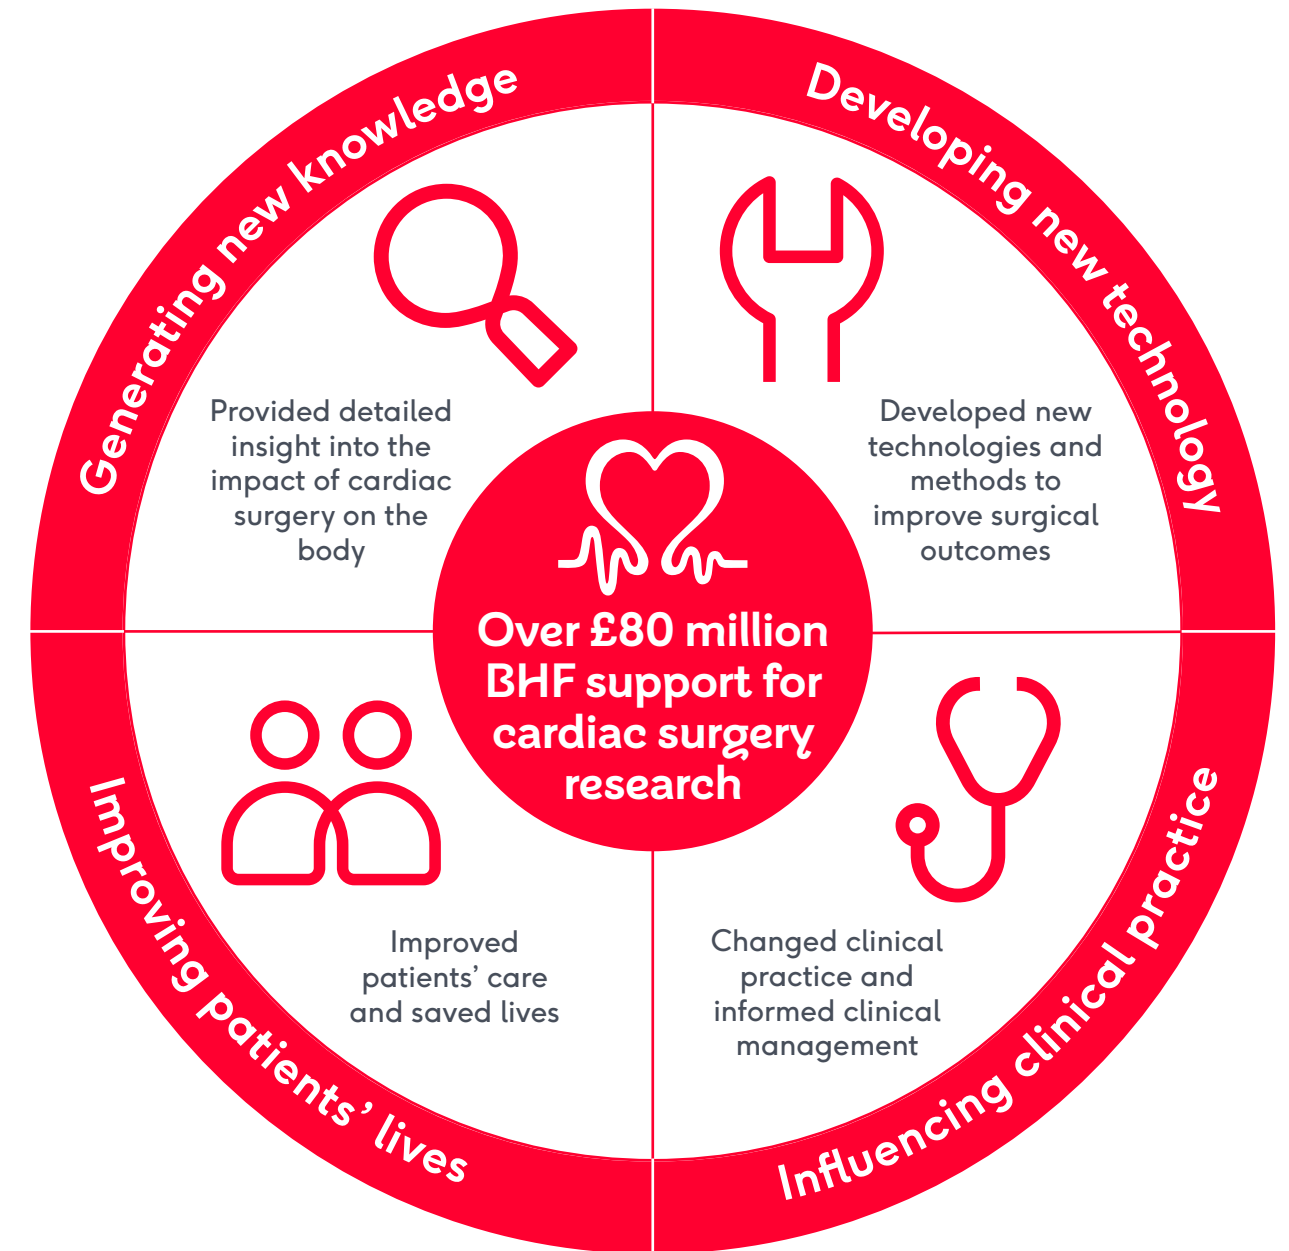 Generating new knowledge
Provided detailed
insight into the
impact of cardiac
surgery on the
body
Developing new technology
Developed new
technologies and
methods to
improve surgical
outcomes
Over £80 million
BHF support for
cardiac surgery
research
Improving patients’ lives
Improved
patients’ care
and saved lives
Influencing clinical practice
Changed clinical
practice and
informed clinical
management